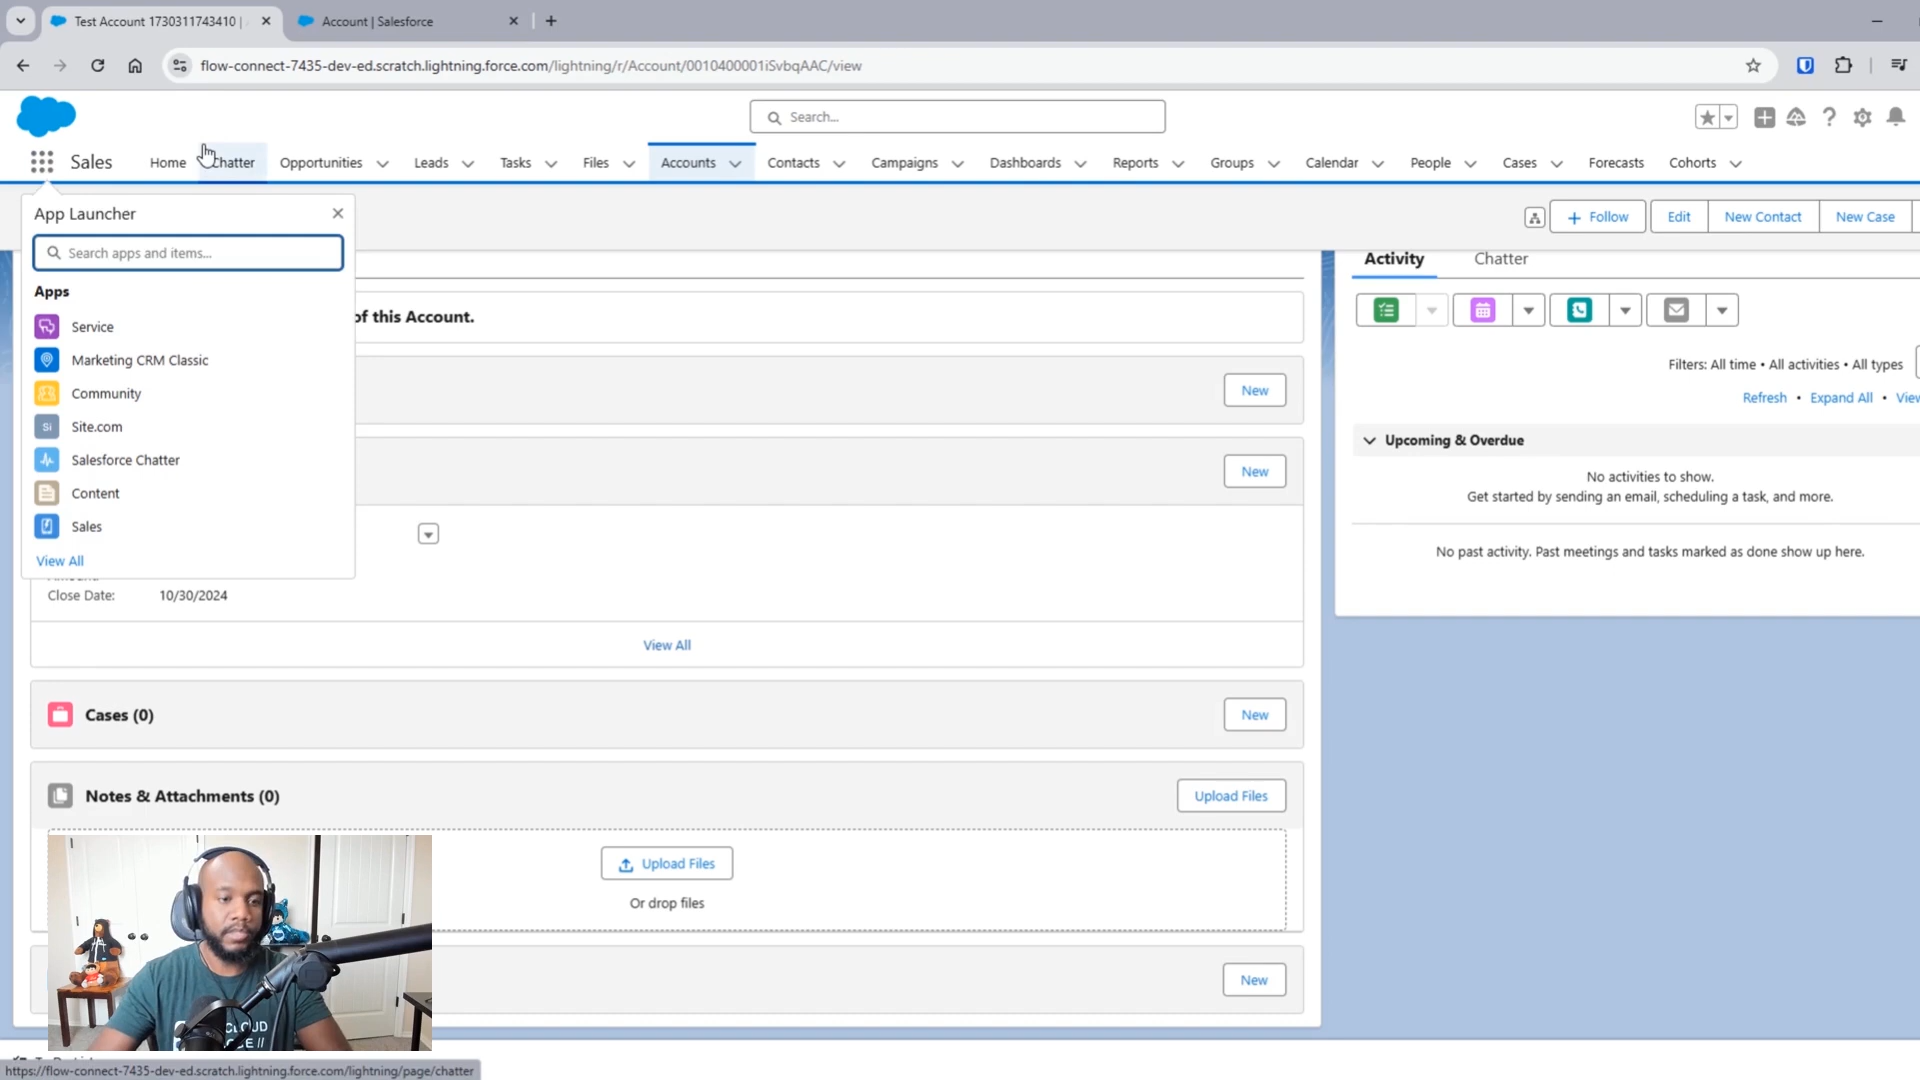 Test Account 1730311743410 |
Account | Salesforce
flow-connect-7435-dev-ed.scratch.lightning.force.com/lightning/r/Account/0010400001iSvbqAAC/view
Search...
Sales
Home
Chatter
Opportunities
Leads
Tasks
Files
Accounts
Contacts
Campaigns
Dashboards
Reports
Groups
Calendar
People
Cases
Forecasts
Cohorts
App Launcher
Search apps and items...
Apps
Service
Marketing CRM Classic
Community
Si Site.com
Salesforce Chatter
Content
Sales
View All
Follow
Edit
New Contact
New Case
of this Account.
New
New
Close Date: 10/30/2024
View All
Cases (0)
New
Notes & Attachments (0)
Upload Files
Upload Files
Or drop files
New
Activity
Chatter
Filters: All time • All activities • All types
Refresh • Expand All •
Upcoming & Overdue
No activities to show.
Get started by sending an email, scheduling a task, and more.
No past activity. Past meetings and tasks marked as done show up here.
https://flow-connect-7435-dev-ed.scratch.lightning.force.com/lightning/page/chatter